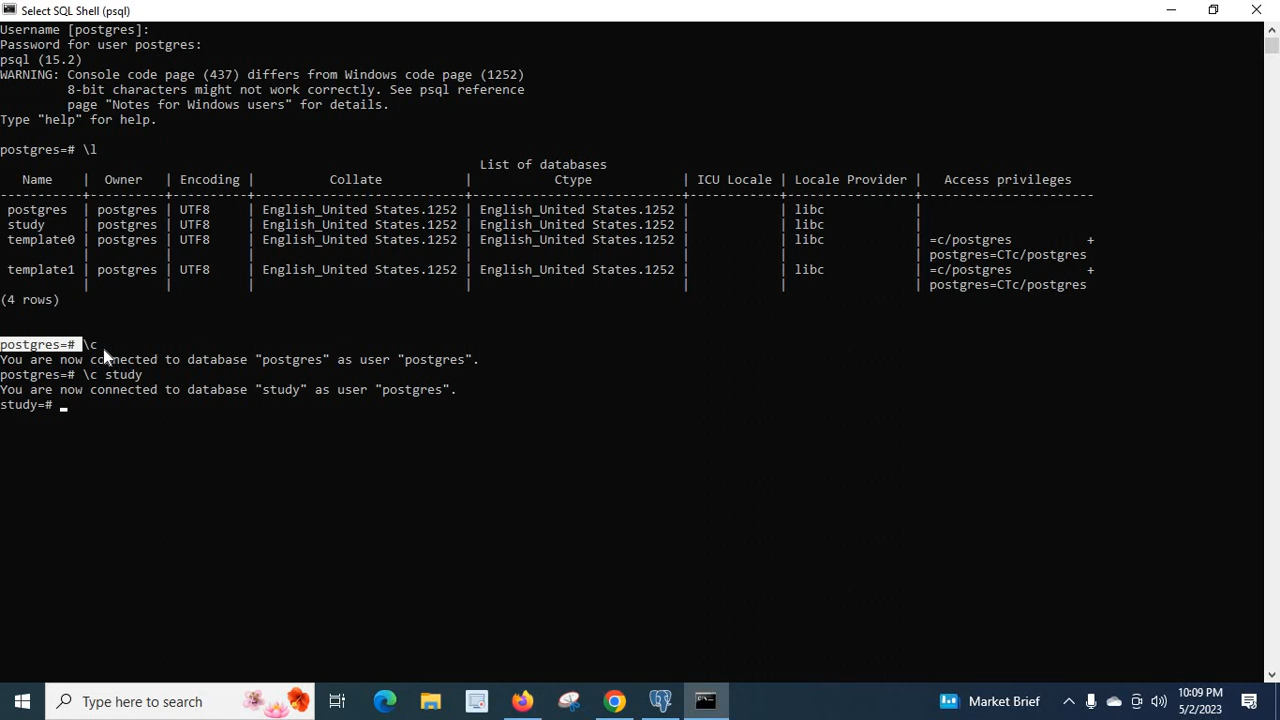 Select SQL Shell (psql)
Username [postgres]:
Password for user postgres:
psql (15.2)
WARNING: Console code page (437) differs from Windows code page (1252)
         8-bit characters might not work correctly. See psql reference
         page "Notes for Windows users" for details.
Type "help" for help.
postgres=# \l
                                                                List of databases
   Name    |  Owner   | Encoding |          Collate           |           Ctype            | ICU Locale | Locale Provider |   Access privileges
-----------+----------+----------+----------------------------+----------------------------+------------+-----------------+-----------------------
 postgres  | postgres | UTF8     | English_United States.1252 | English_United States.1252 |            | libc            |
 study     | postgres | UTF8     | English_United States.1252 | English_United States.1252 |            | libc            |
 template0 | postgres | UTF8     | English_United States.1252 | English_United States.1252 |            | libc            | =c/postgres          +
           |          |          |                            |                            |            |                 | postgres=CTc/postgres
 template1 | postgres | UTF8     | English_United States.1252 | English_United States.1252 |            | libc            | =c/postgres          +
           |          |          |                            |                            |            |                 | postgres=CTc/postgres
(4 rows)
postgres=# \c
You are now connected to database "postgres" as user "postgres".
postgres=# \c study
You are now connected to database "study" as user "postgres".
study=#
Type here to search
Market Brief
10:09 PM
5/2/2023